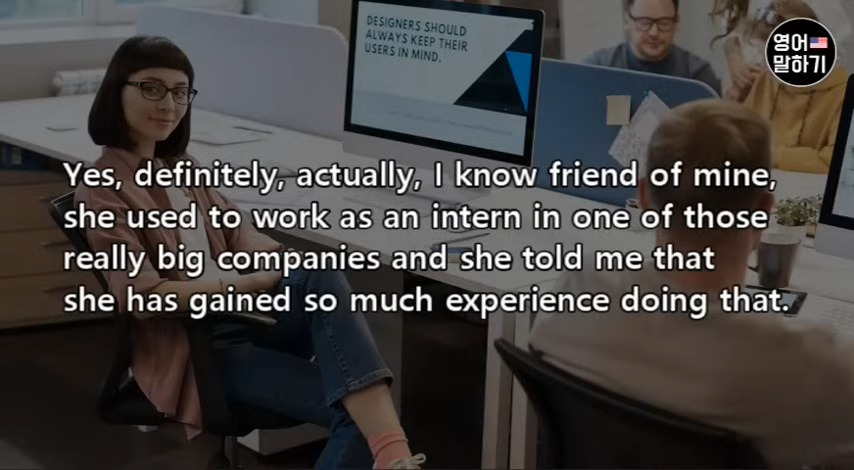 DESIGNERS SHOULD
ALWAYS KEEP THEIR
USERS IN MIND.
영어
말하기
Yes, definitely, actually, I know friend of mine,
she used to work as an intern in one of those
really big companies and she told me that
she has gained so much experience doing that.